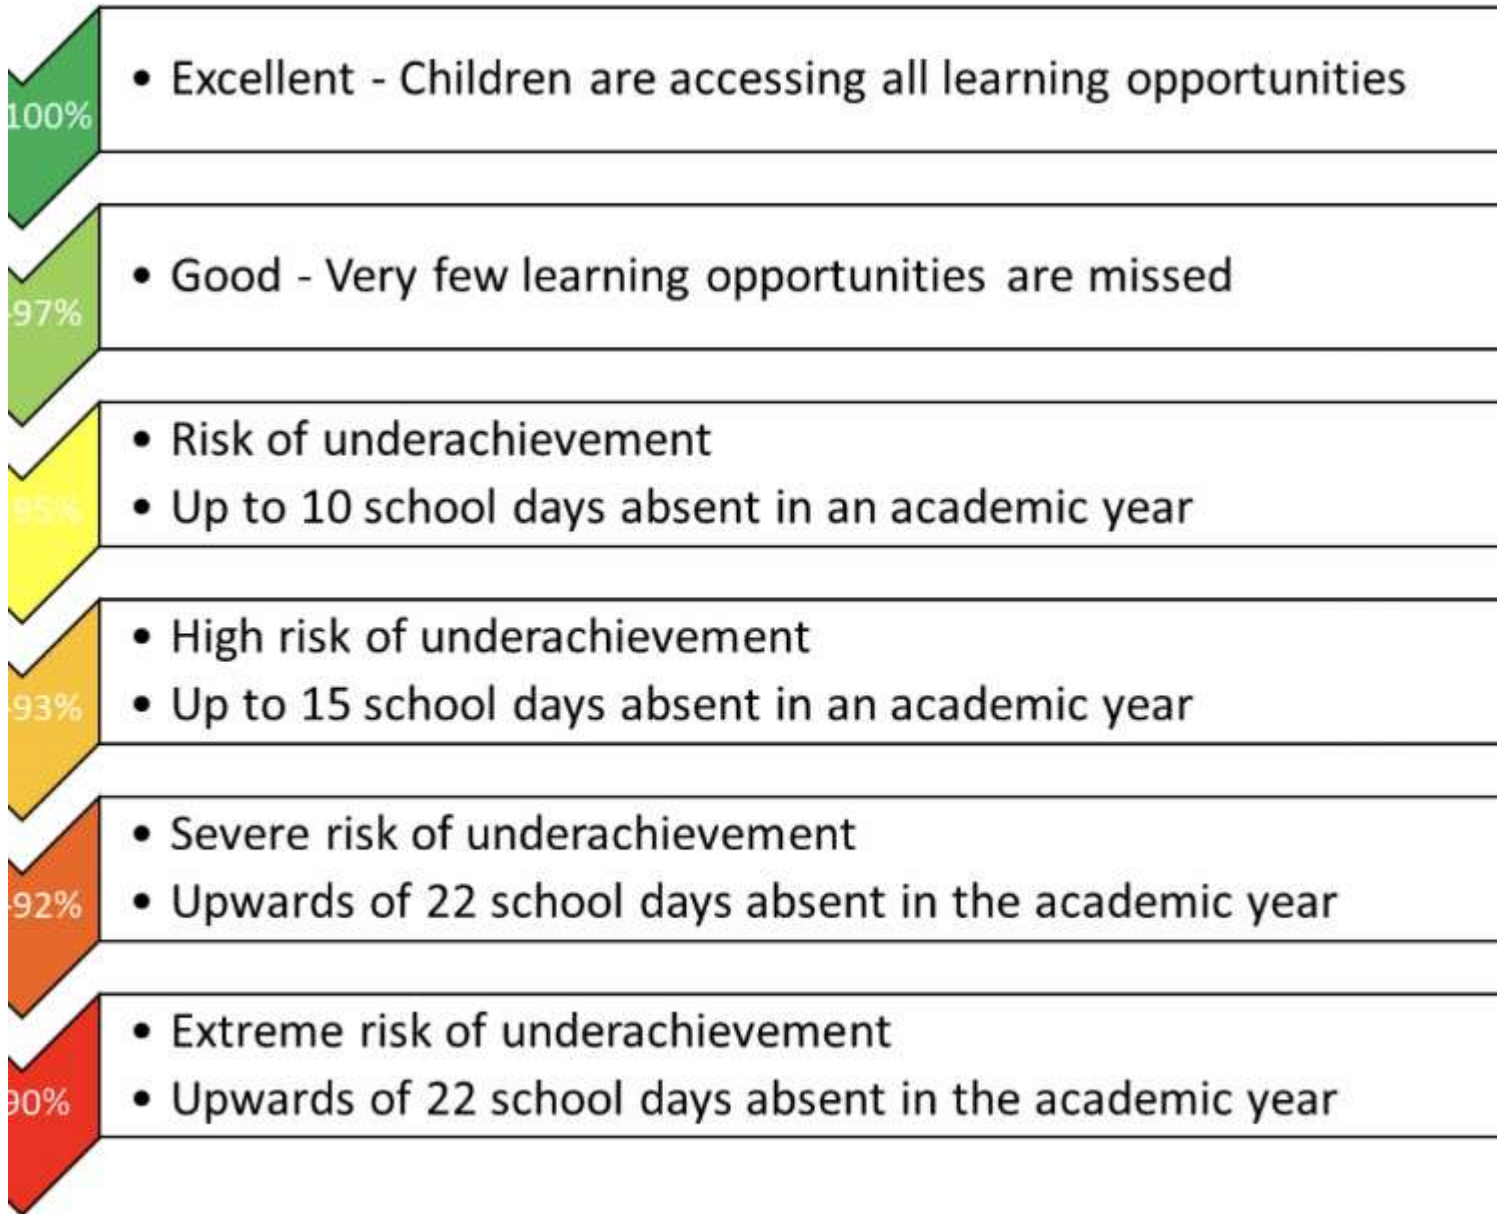 100%
• Excellent - Children are accessing all learning opportunities
-97%
• Good - Very few learning opportunities are missed
-95%
• Risk of underachievement
• Up to 10 school days absent in an academic year
-93%
• High risk of underachievement
• Up to 15 school days absent in an academic year
-92%
• Severe risk of underachievement
• Upwards of 22 school days absent in the academic year
90%
• Extreme risk of underachievement
• Upwards of 22 school days absent in the academic year